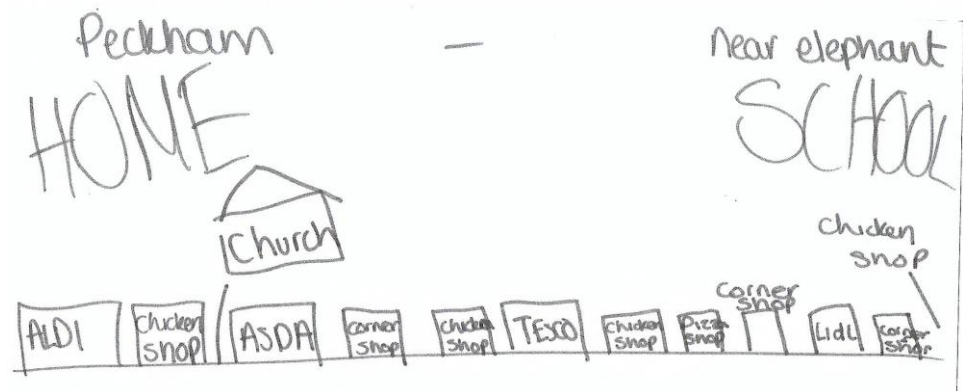 Peckham - near elephant
HOME SCHOOL
Church
chicken
shop
corner
shop
ALDI
chicken
shop
ASDA
corner
shop
chicken
shop
TESCO
chicken
shop
Pizza
shop
Lidl
corner
shop